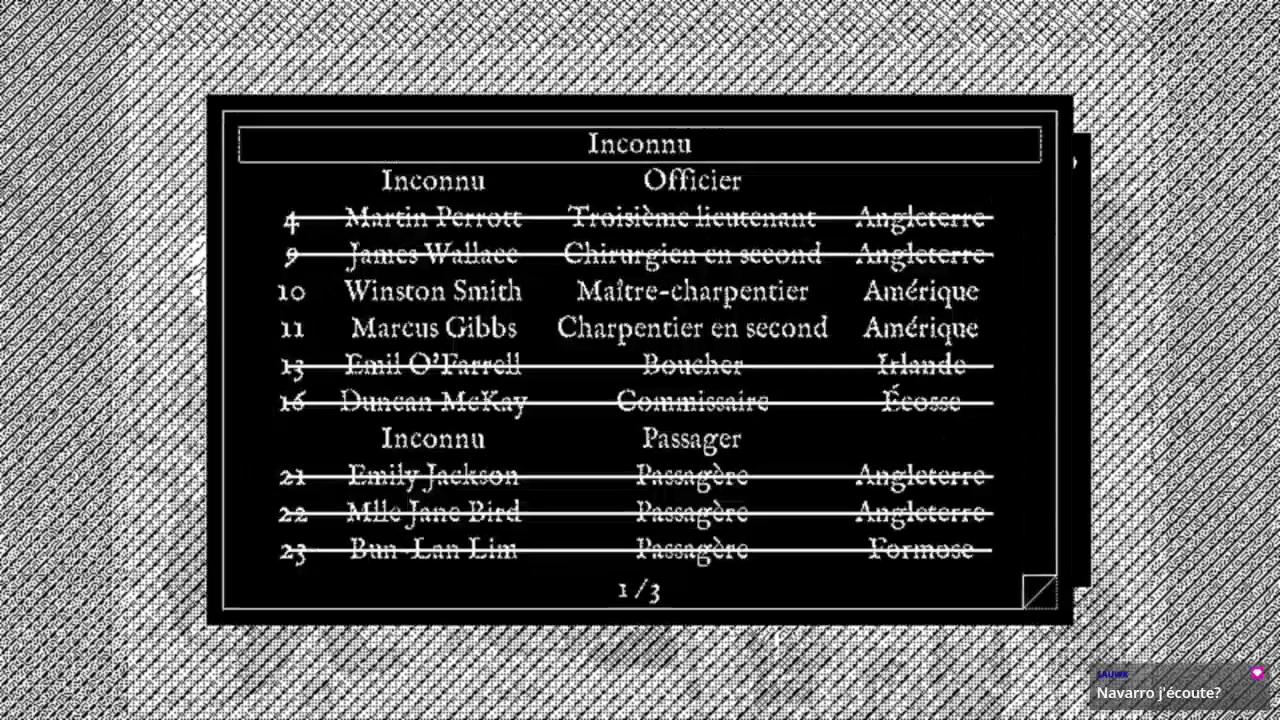 Inconnu
Inconnu Officier
4 Martin Perrott Troisième lieutenant Angleterre
9 James Wallace Chirurgien en second Angleterre
10 Winston Smith Maître-charpentier Amérique
11 Marcus Gibbs Charpentier en second Amérique
13 Emil O'Farrell Boucher Irlande
16 Duncan McKay Commissaire Écosse
Inconnu Passager
21 Emily Jackson Passagère Angleterre
22 Mlle Jane Bird Passagère Angleterre
23 Bun-Lan Lim Passagère Formose
1/3
Navarro j'écoute?